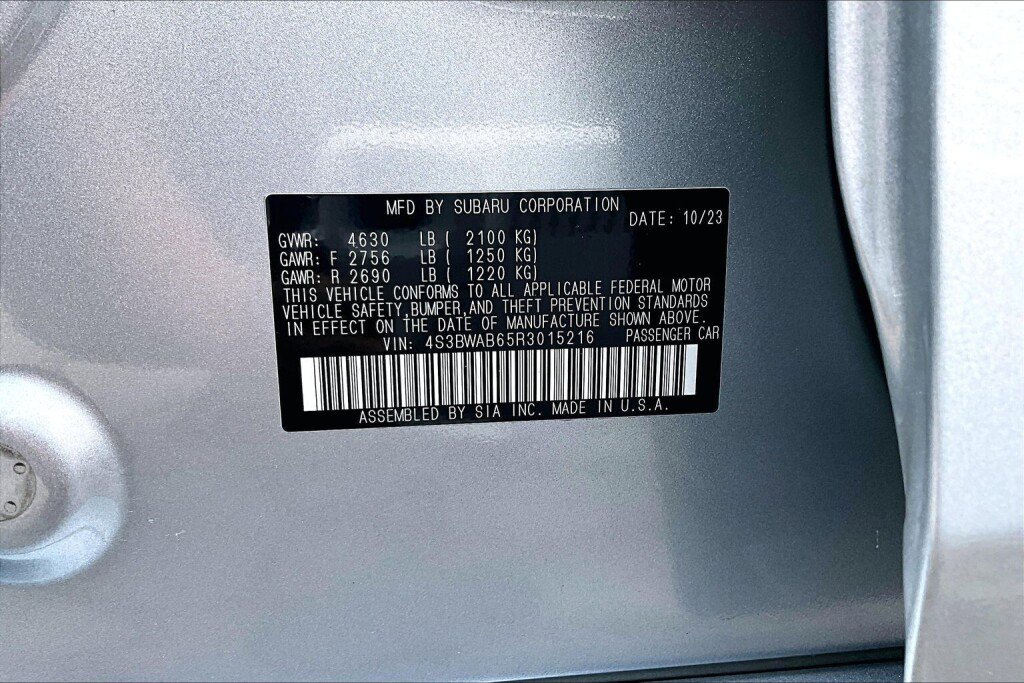 MFD BY SUBARU CORPORATION
DATE: 10/23
GVWR: 4630 LB ( 2100 KG)
GAWR: F 2756 LB ( 1250 KG)
GAWR: R 2690 LB ( 1220 KG)
THIS VEHICLE CONFORMS TO ALL APPLICABLE FEDERAL MOTOR
VEHICLE SAFETY,BUMPER,AND THEFT PREVENTION STANDARDS
IN EFFECT ON THE DATE OF MANUFACTURE SHOWN ABOVE.
VIN: 4S3BWAB65R3015216 PASSENGER CAR
ASSEMBLED BY SIA INC. MADE IN U.S.A.